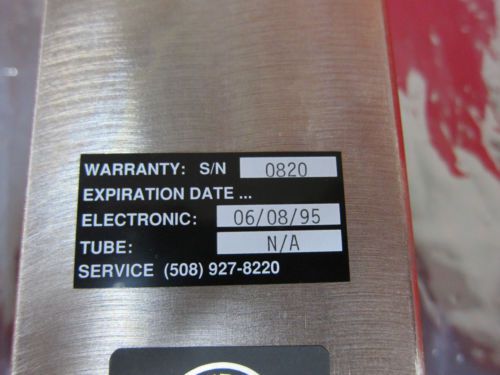 WARRANTY: S/N 0820
EXPIRATION DATE ...
ELECTRONIC: 06/08/95
TUBE: N/A
SERVICE (508) 927-8220